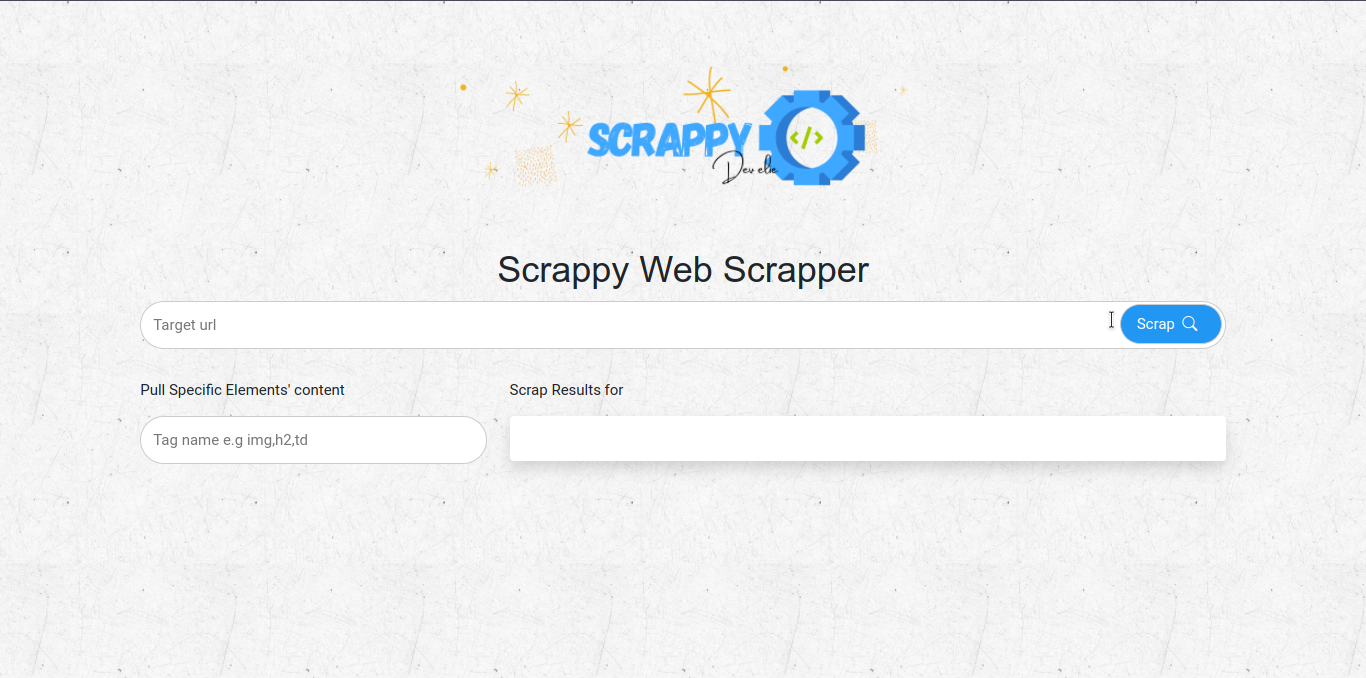 SCRAPPY
</>
Dev elie
Scrappy Web Scrapper
Target url
Scrap
Pull Specific Elements' content
Scrap Results for
Tag name e.g img,h2,td